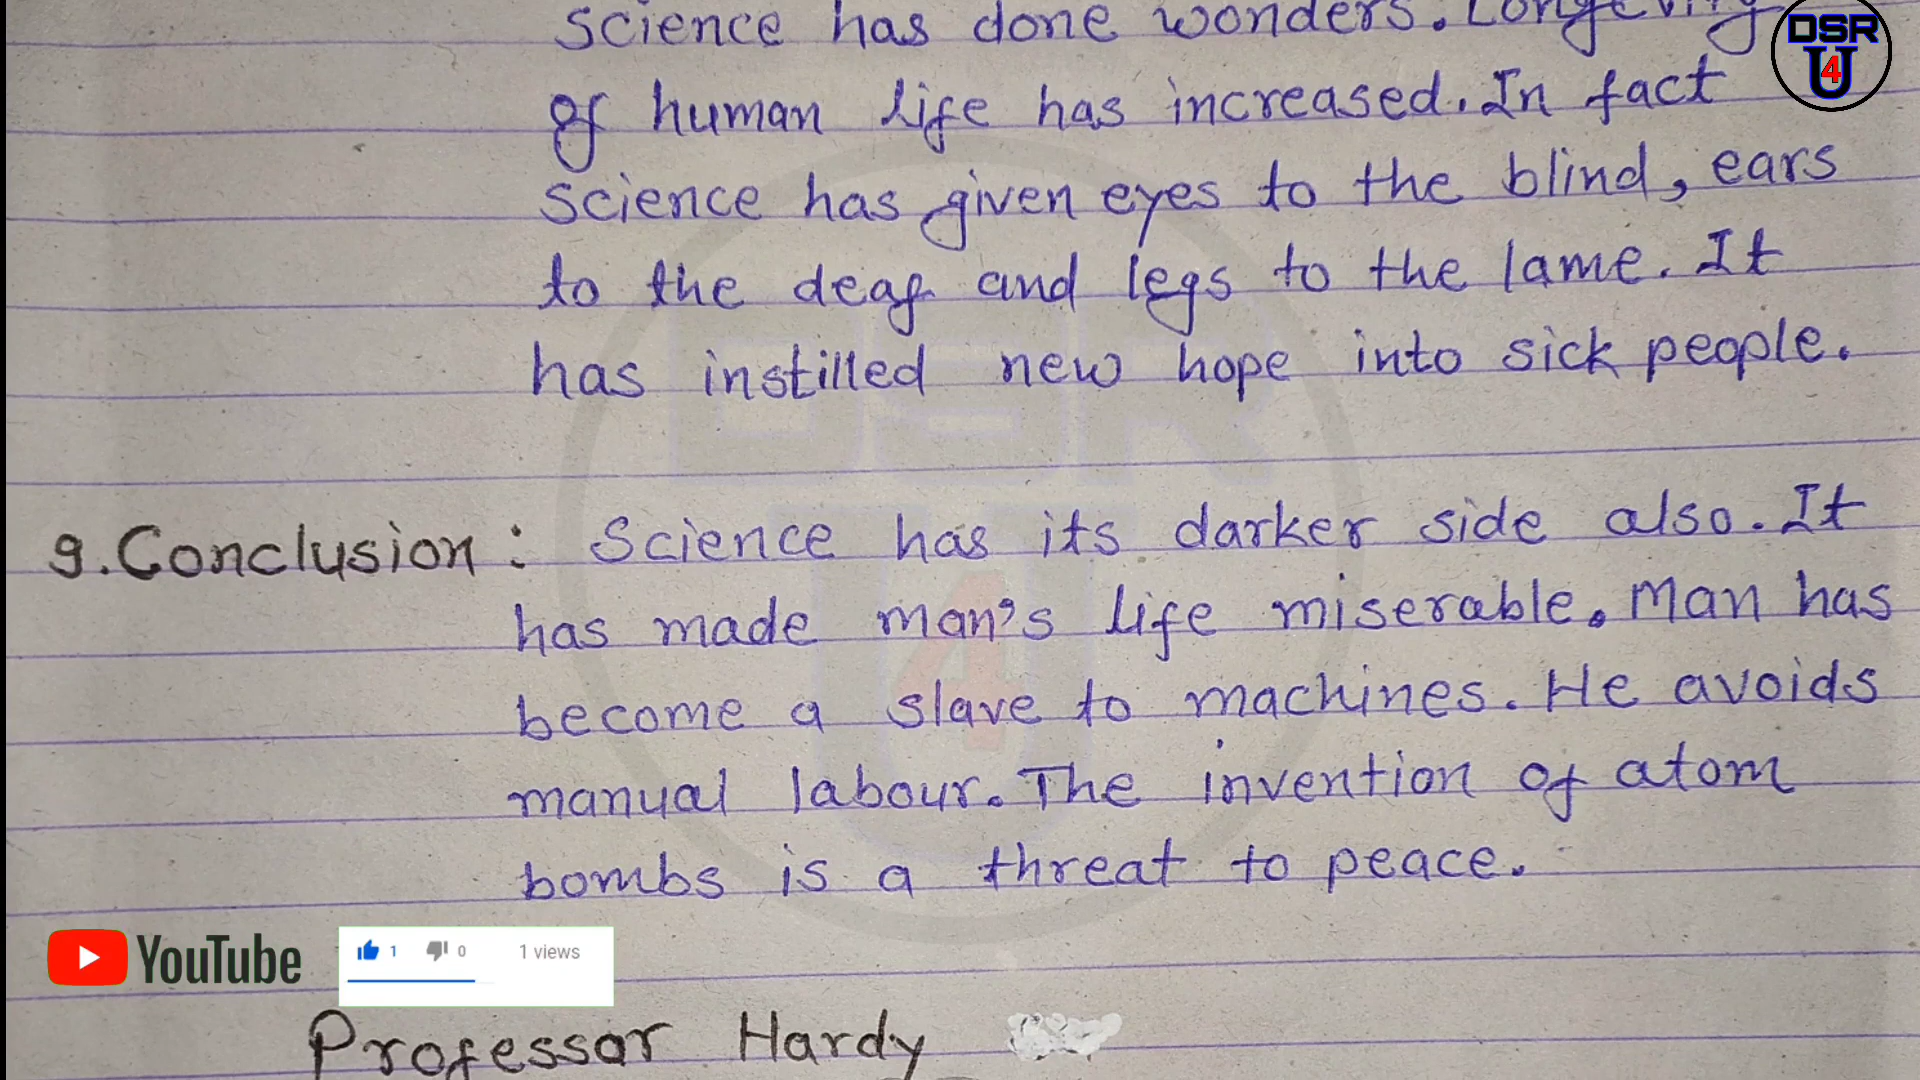 science has done wonders. Longevity
of human life has increased. In fact
science has given eyes to the blind, ears
to the deaf and legs to the lame. It
has instilled new hope into sick people.
9. Conclusion : Science has its darker side also. It
has made man's life miserable. Man has
become a slave to machines. He avoids
manual labour. The invention of atom
bombs is a threat to peace.
Professor Hardy
DSR
U
4
DSR
U
4
YouTube
1 0 1 views